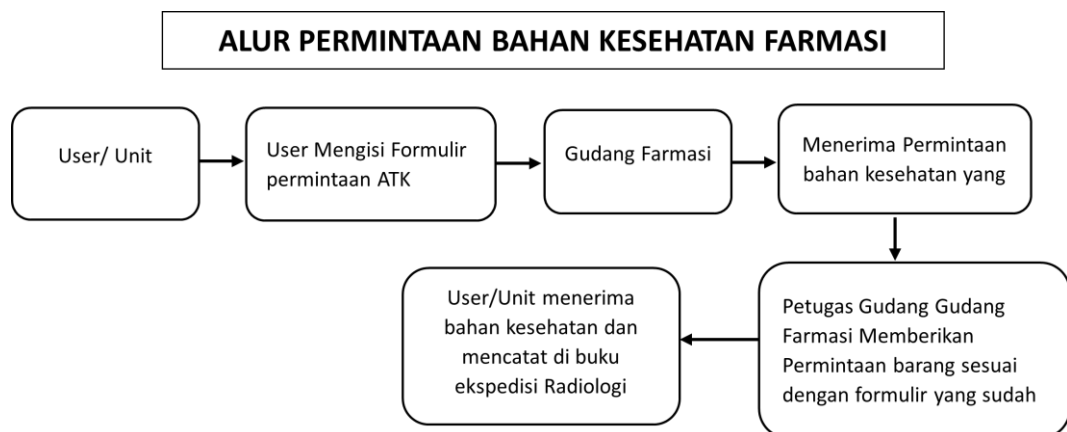 ALUR PERMINTAAN BAHAN KESEHATAN FARMASI
User/ Unit
User Mengisi Formulir
permintaan ATK
Gudang Farmasi
Menerima Permintaan
bahan kesehatan yang
Petugas Gudang Gudang
Farmasi Memberikan
Permintaan barang sesuai
dengan formulir yang sudah
User/Unit menerima
bahan kesehatan dan
mencatat di buku
ekspedisi Radiologi